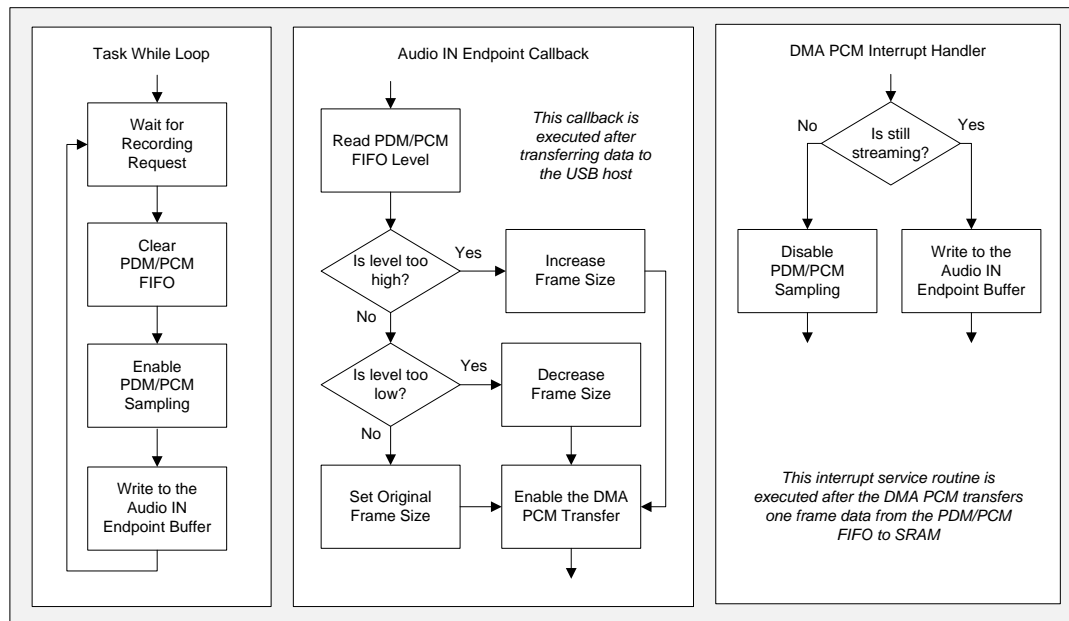 Task While Loop
Wait for
Recording
Request
Clear
PDM/PCM
FIFO
Enable
PDM/PCM
Sampling
Write to the
Audio IN
Endpoint Buffer
Audio IN Endpoint Callback
Read PDM/PCM
FIFO Level
This callback is
executed after
transferring data to
the USB host
Is level too
high?
Yes
Increase
Frame Size
No
Is level too
low?
Yes
Decrease
Frame Size
No
Set Original
Frame Size
Enable the DMA
PCM Transfer
DMA PCM Interrupt Handler
No
Is still
streaming?
Yes
Disable
PDM/PCM
Sampling
Write to the
Audio IN
Endpoint Buffer
This interrupt service routine is
executed after the DMA PCM transfers
one frame data from the PDM/PCM
FIFO to SRAM